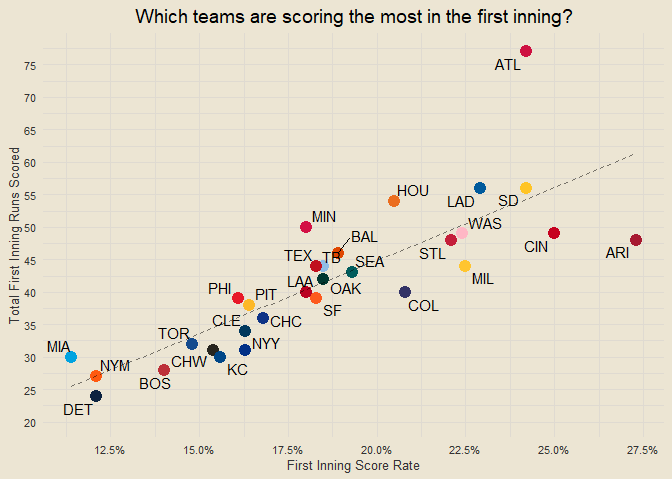 Which teams are scoring the most in the first inning?
Total First Inning Runs Scored
75
70
65
60
55
50
45
40
35
30
25
20
ATL
HOU
LAD
SD
MIN
WAS
BAL
STL
CIN
ARI
TEX
TB
SEA
MIL
LAA
OAK
PHI
PIT
SF
COL
CLE
CHC
TOR
NYY
MIA
CHW
KC
NYM
BOS
DET
12.5%
15.0%
17.5%
20.0%
22.5%
25.0%
27.5%
First Inning Score Rate